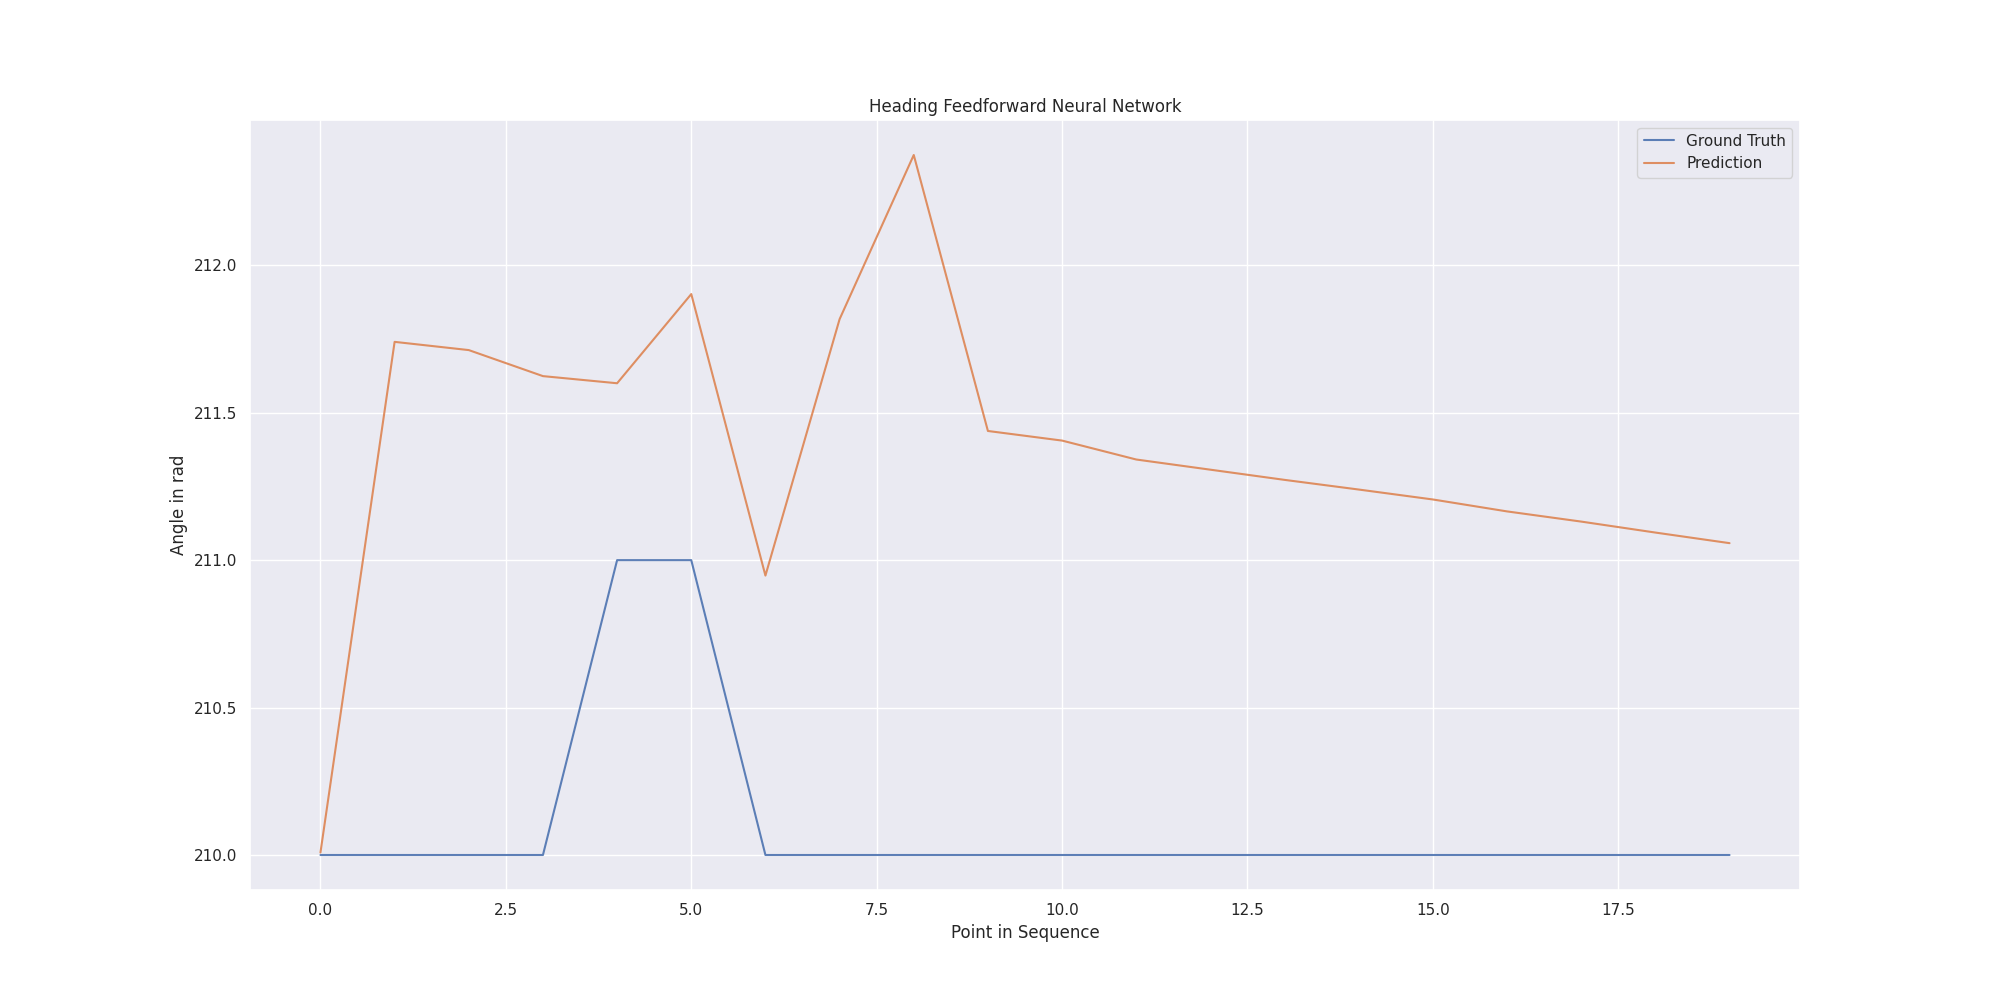 Heading Feedforward Neural Network
Ground Truth
Prediction
212.0
211.5
211.0
210.5
210.0
Angle in rad
0.0 2.5 5.0 7.5 10.0 12.5 15.0 17.5
Point in Sequence